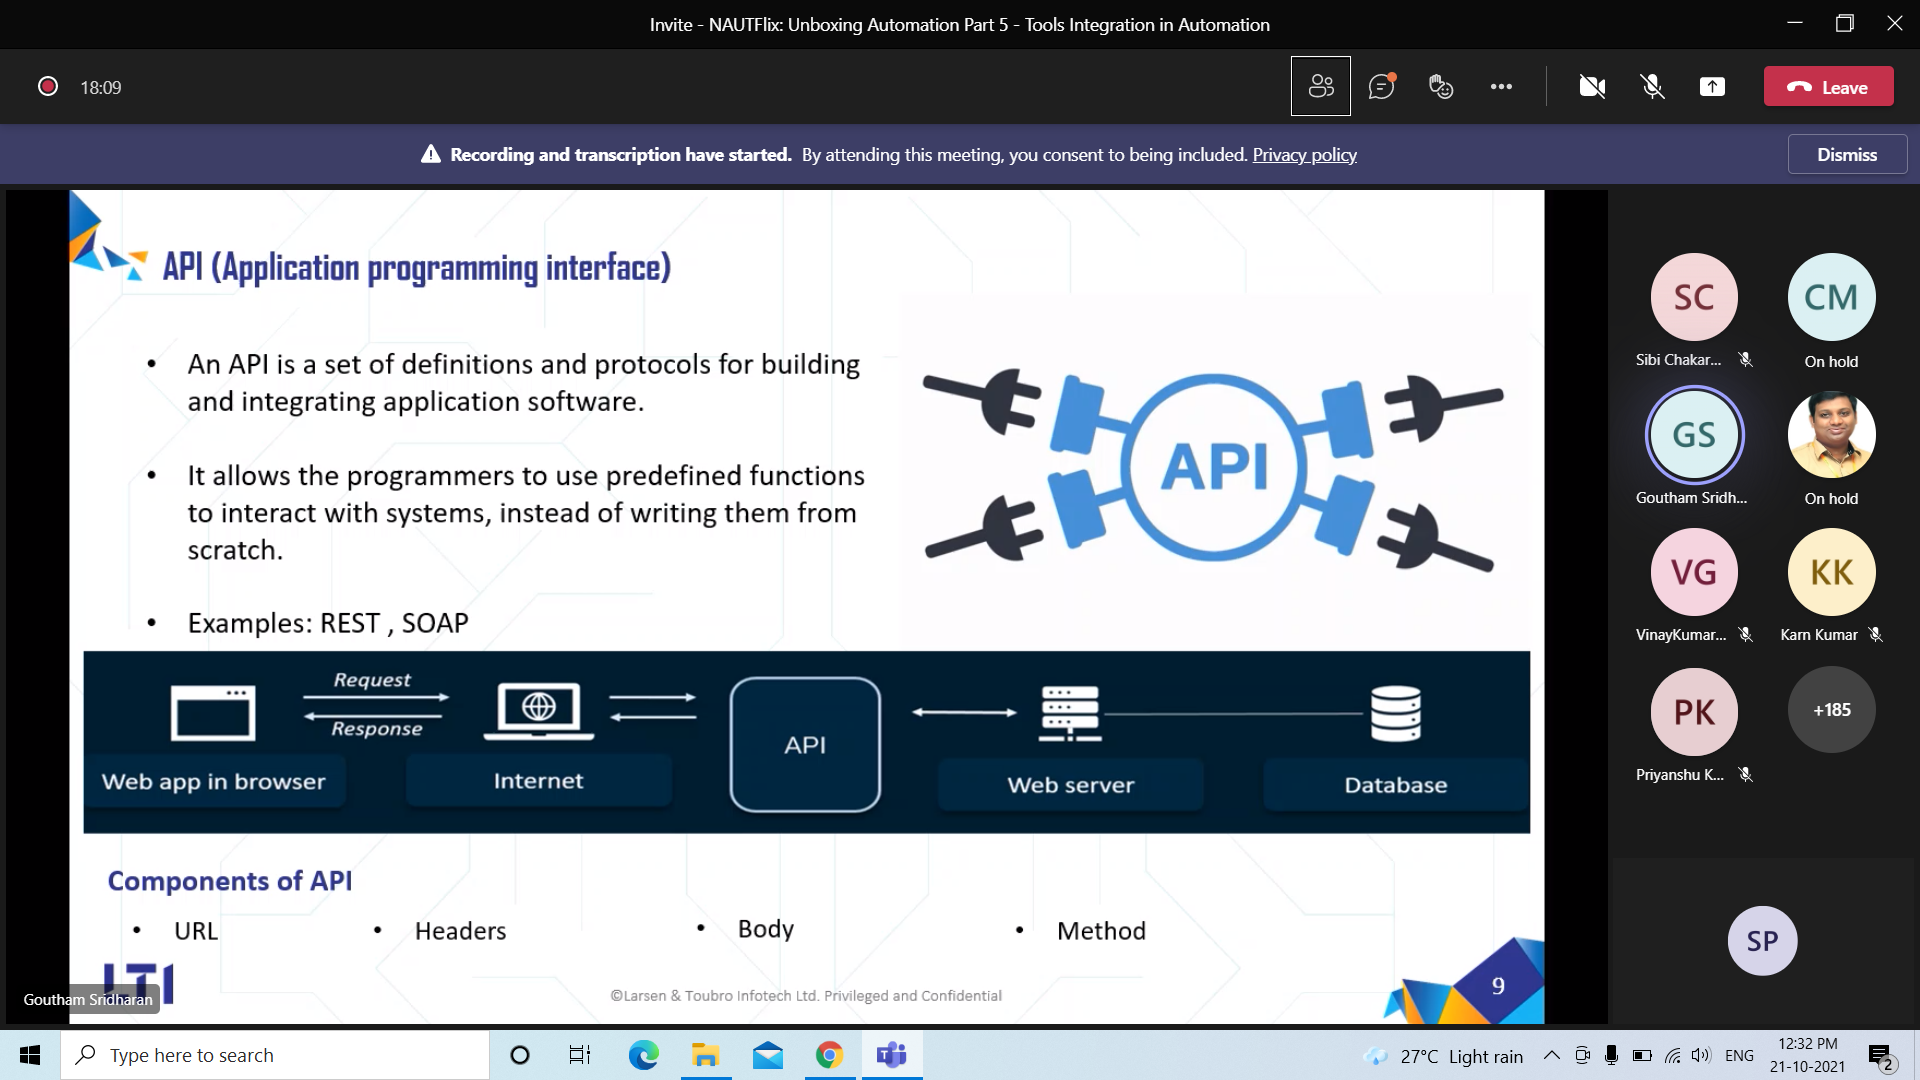 Invite - NAUTFlix: Unboxing Automation Part 5 - Tools Integration in Automation
18:09
Leave
Recording and transcription have started. By attending this meeting, you consent to being included. Privacy policy
Dismiss
API (Application programming interface)
• An API is a set of definitions and protocols for building
and integrating application software.
• It allows the programmers to use predefined functions
to interact with systems, instead of writing them from
scratch.
• Examples: REST , SOAP
API
Request
Response
API
Web app in browser
Internet
Web server
Database
Components of API
• URL
• Headers
• Body
• Method
LTI
Goutham Sridharan
©Larsen & Toubro Infotech Ltd. Privileged and Confidential
9
SC
Sibi Chakar...
CM
On hold
GS
Goutham Sridh...
On hold
VG
VinayKumar...
KK
Karn Kumar
PK
Priyanshu K...
+185
SP
Type here to search
27°C Light rain
ENG
12:32 PM
21-10-2021
2